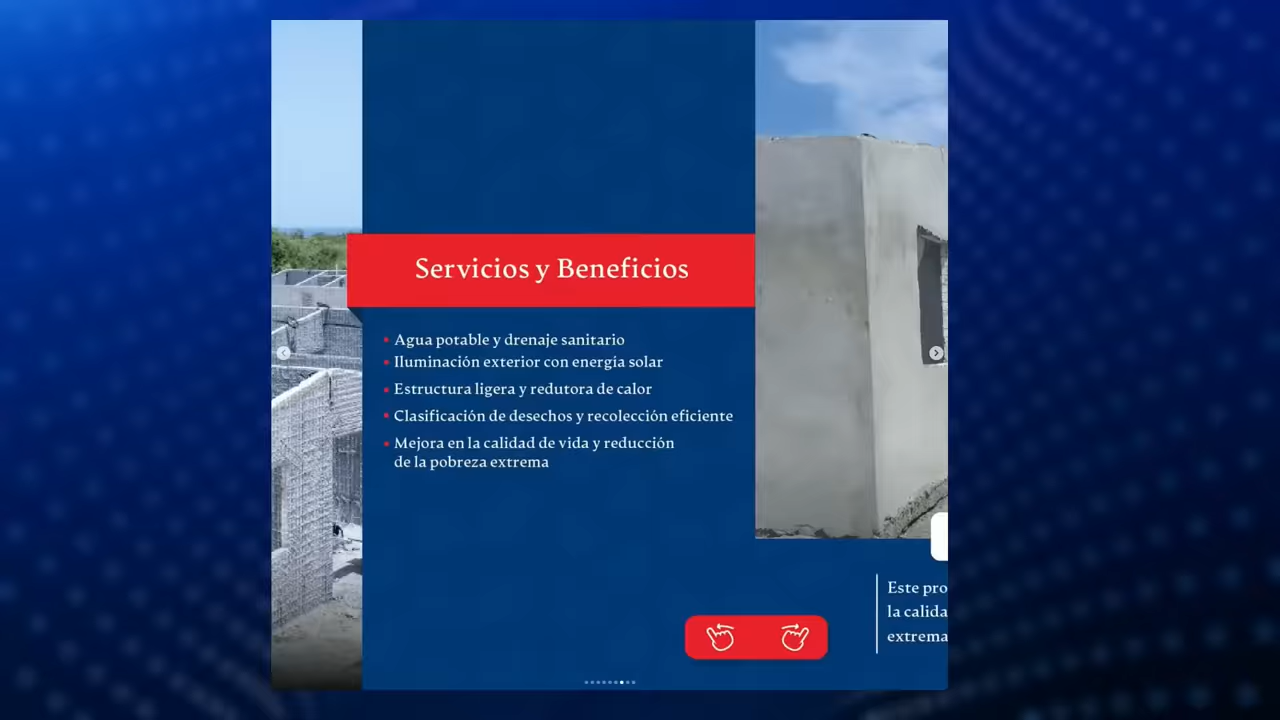 Servicios y Beneficios
Agua potable y drenaje sanitario
Iluminación exterior con energía solar
Estructura ligera y redutora de calor
Clasificación de desechos y recolección eficiente
Mejora en la calidad de vida y reducción
de la pobreza extrema
Este pro
la calida
extrema